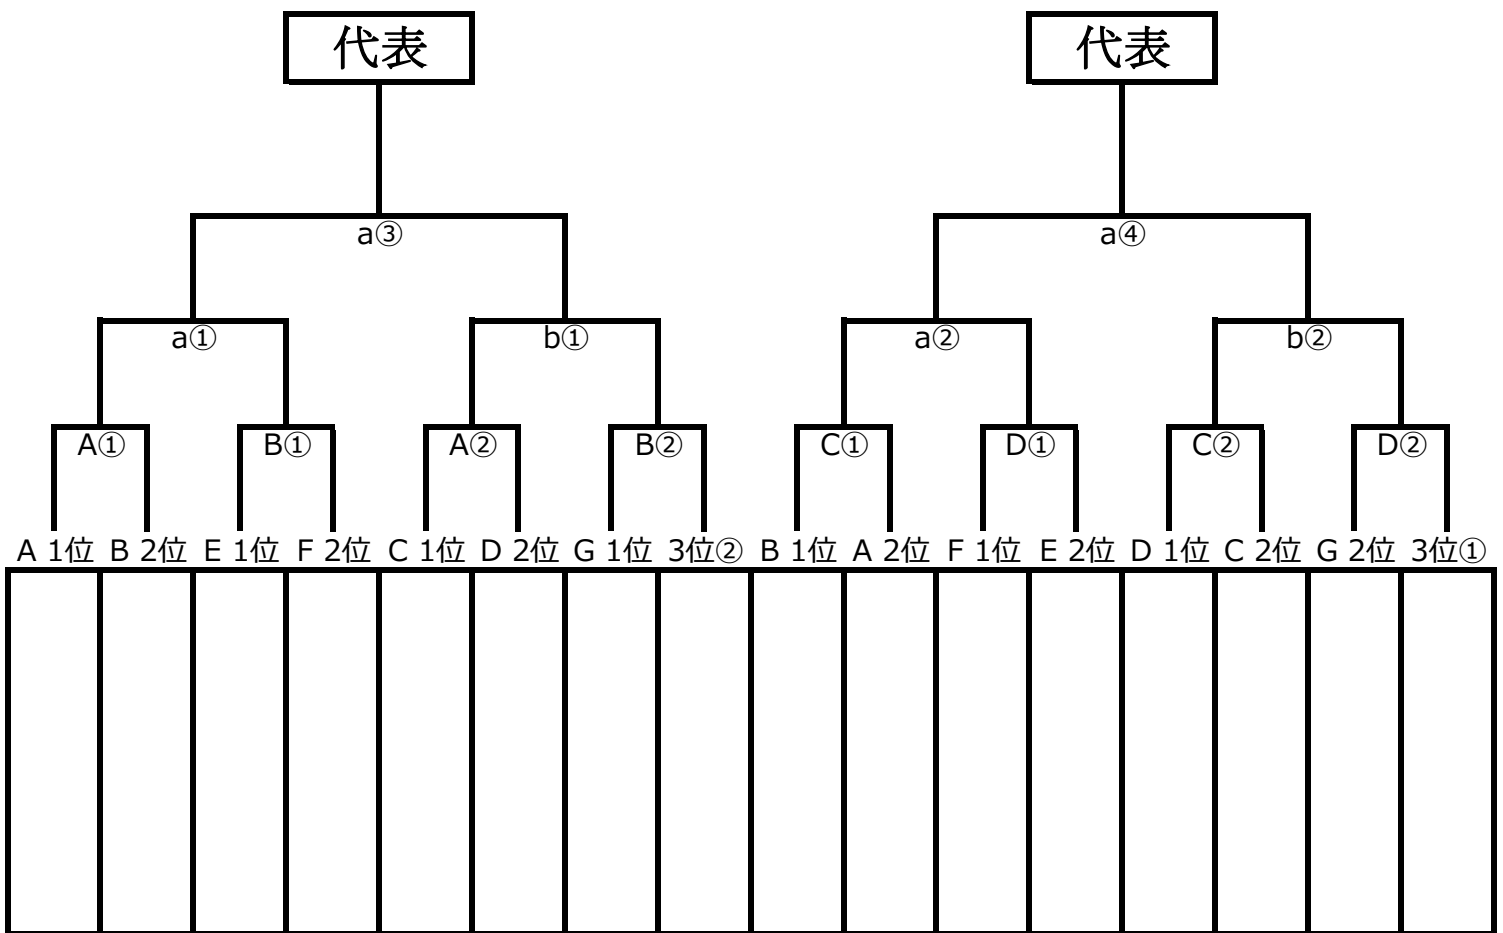 代表 代表
a③ a④
a① b① a② b②
A① B① A② B② C① D① C② D②
A 1位 B 2位 E 1位 F 2位 C 1位 D 2位 G 1位 3位② B 1位 A 2位 F 1位 E 2位 D 1位 C 2位 G 2位 3位①